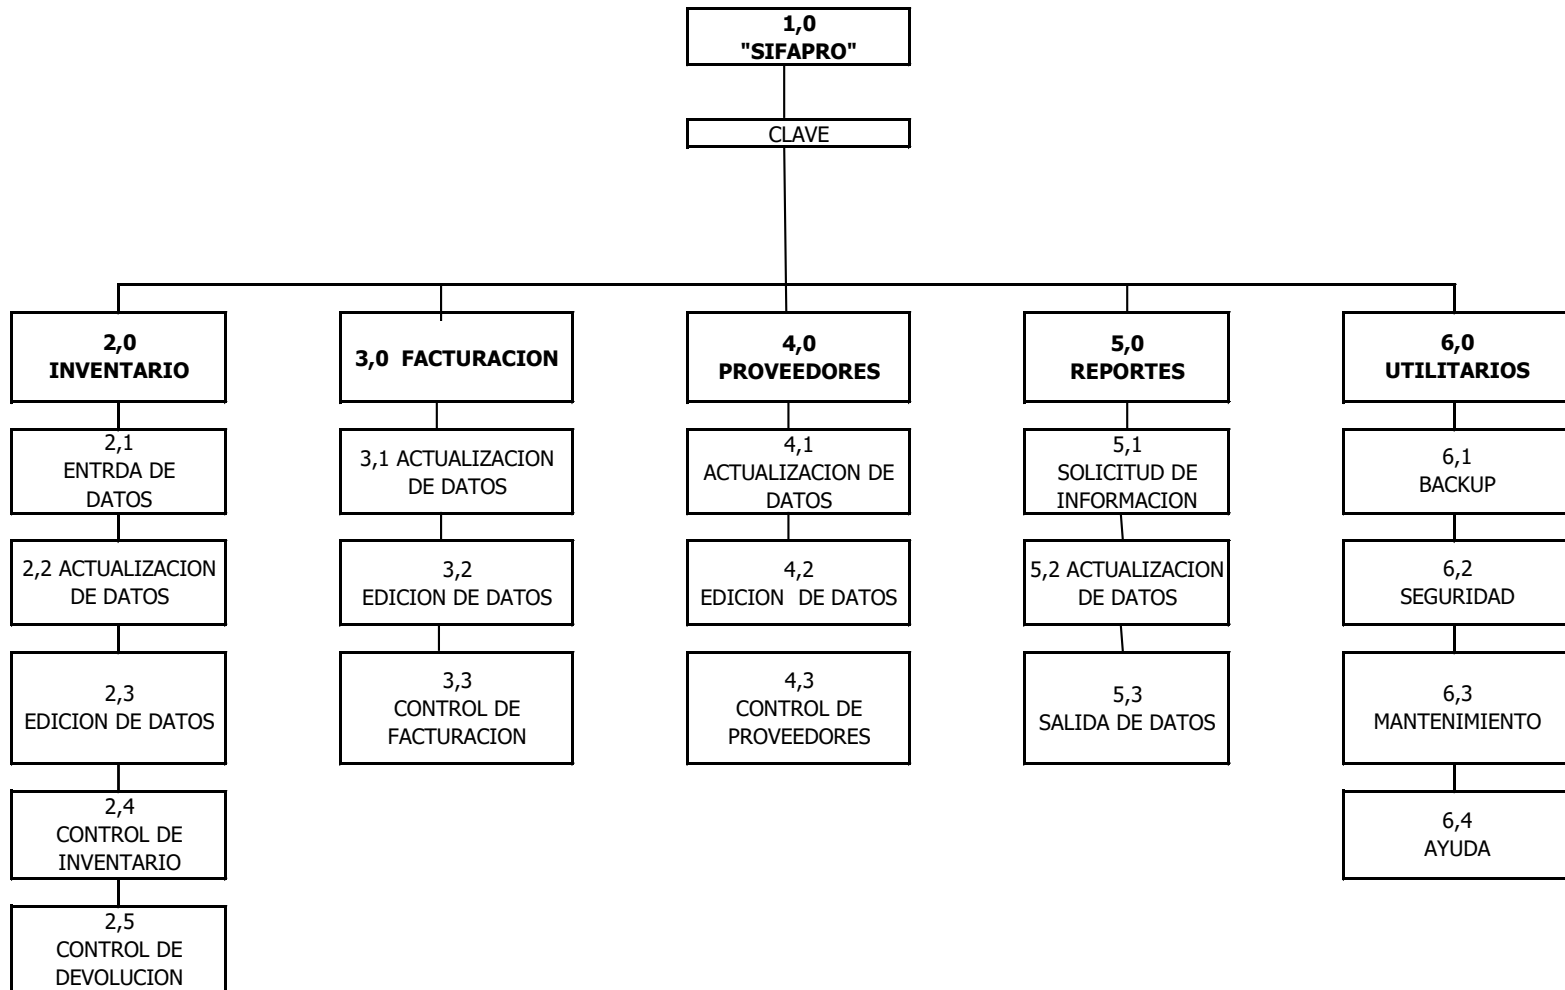 1,0
"SIFAPRO"
CLAVE
2,0
INVENTARIO
3,0  FACTURACION
4,0
PROVEEDORES
5,0
REPORTES
6,0
UTILITARIOS
2,1
ENTRDA DE
DATOS
3,1 ACTUALIZACION
DE DATOS
4,1
ACTUALIZACION DE
DATOS
5,1
SOLICITUD DE
INFORMACION
6,1
BACKUP
2,2 ACTUALIZACION
DE DATOS
3,2
EDICION DE DATOS
4,2
EDICION  DE DATOS
5,2 ACTUALIZACION
DE DATOS
6,2
SEGURIDAD
2,3
EDICION DE DATOS
3,3
CONTROL DE
FACTURACION
4,3
CONTROL DE
PROVEEDORES
5,3
SALIDA DE DATOS
6,3
MANTENIMIENTO
2,4
CONTROL DE
INVENTARIO
6,4
AYUDA
2,5
CONTROL DE
DEVOLUCION